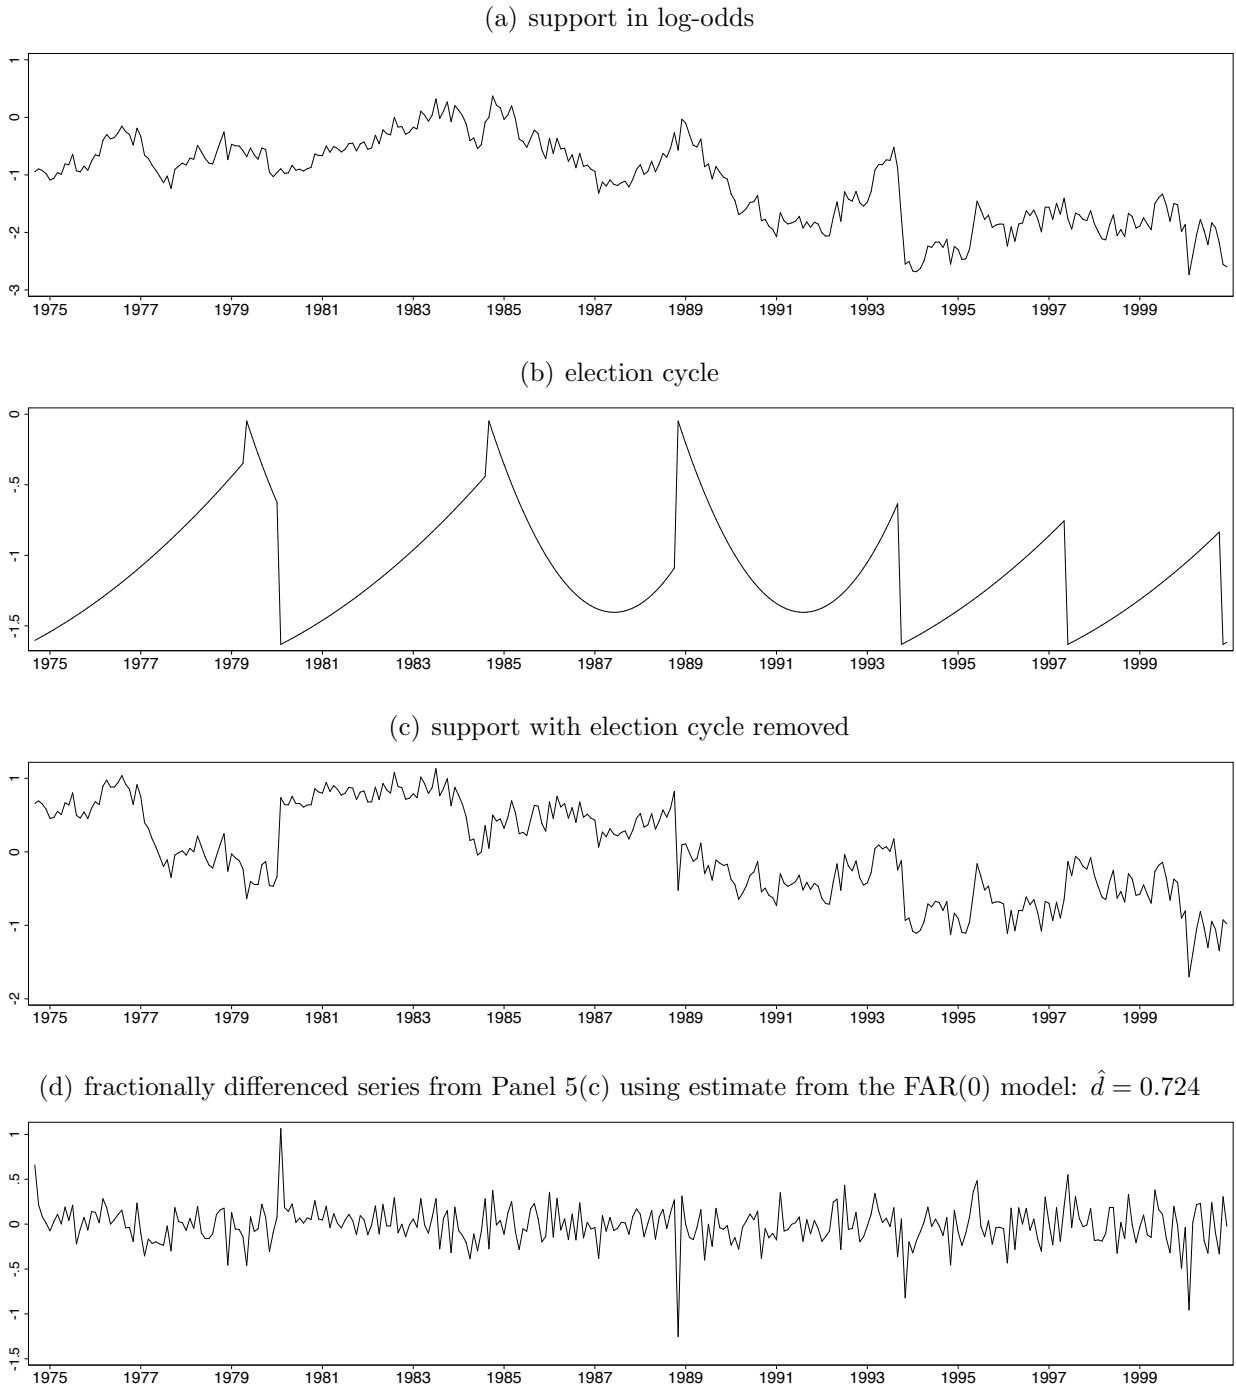 (a) support in log-odds
1
0
-1
-2
-3
1975 1977 1979 1981 1983 1985 1987 1989 1991 1993 1995 1997 1999
(b) election cycle
0
-.5
-1
-1.5
1975 1977 1979 1981 1983 1985 1987 1989 1991 1993 1995 1997 1999
(c) support with election cycle removed
1
0
-1
-2
1975 1977 1979 1981 1983 1985 1987 1989 1991 1993 1995 1997 1999
(d) fractionally differenced series from Panel 5(c) using estimate from the FAR(0) model: d̂ = 0.724
1
.5
0
-.5
-1
-1.5
1975 1977 1979 1981 1983 1985 1987 1989 1991 1993 1995 1997 1999